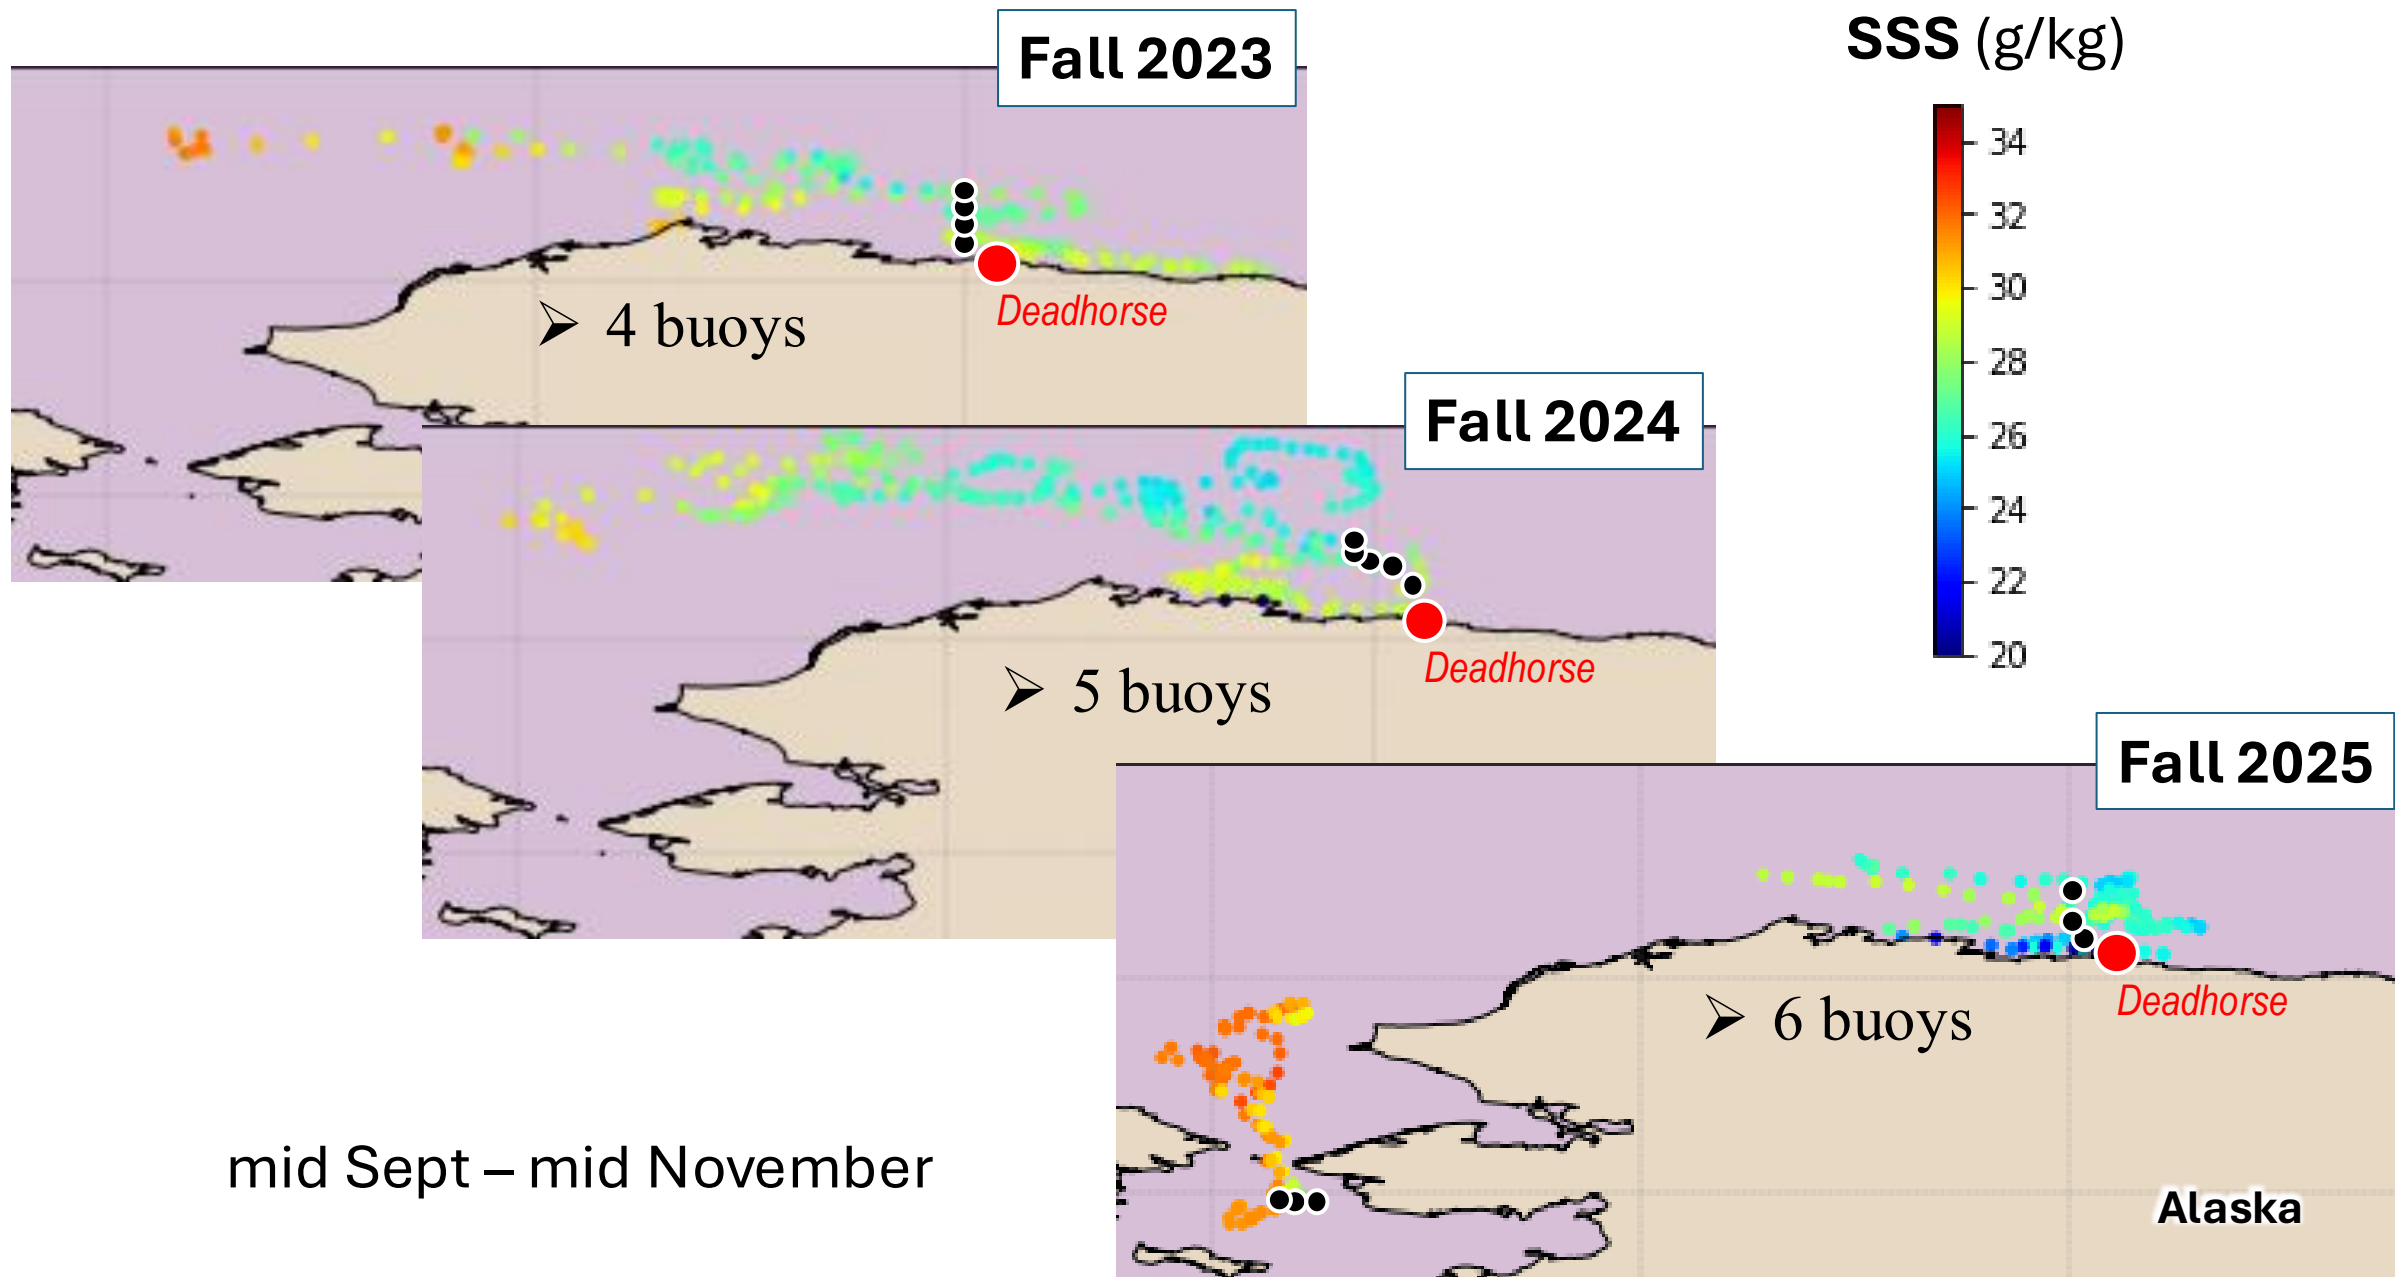 Fall 2023
SSS (g/kg)
34
32
30
28
26
24
22
20
Deadhorse
➢ 4 buoys
Fall 2024
Deadhorse
➢ 5 buoys
Fall 2025
Deadhorse
➢ 6 buoys
mid Sept – mid November
Alaska